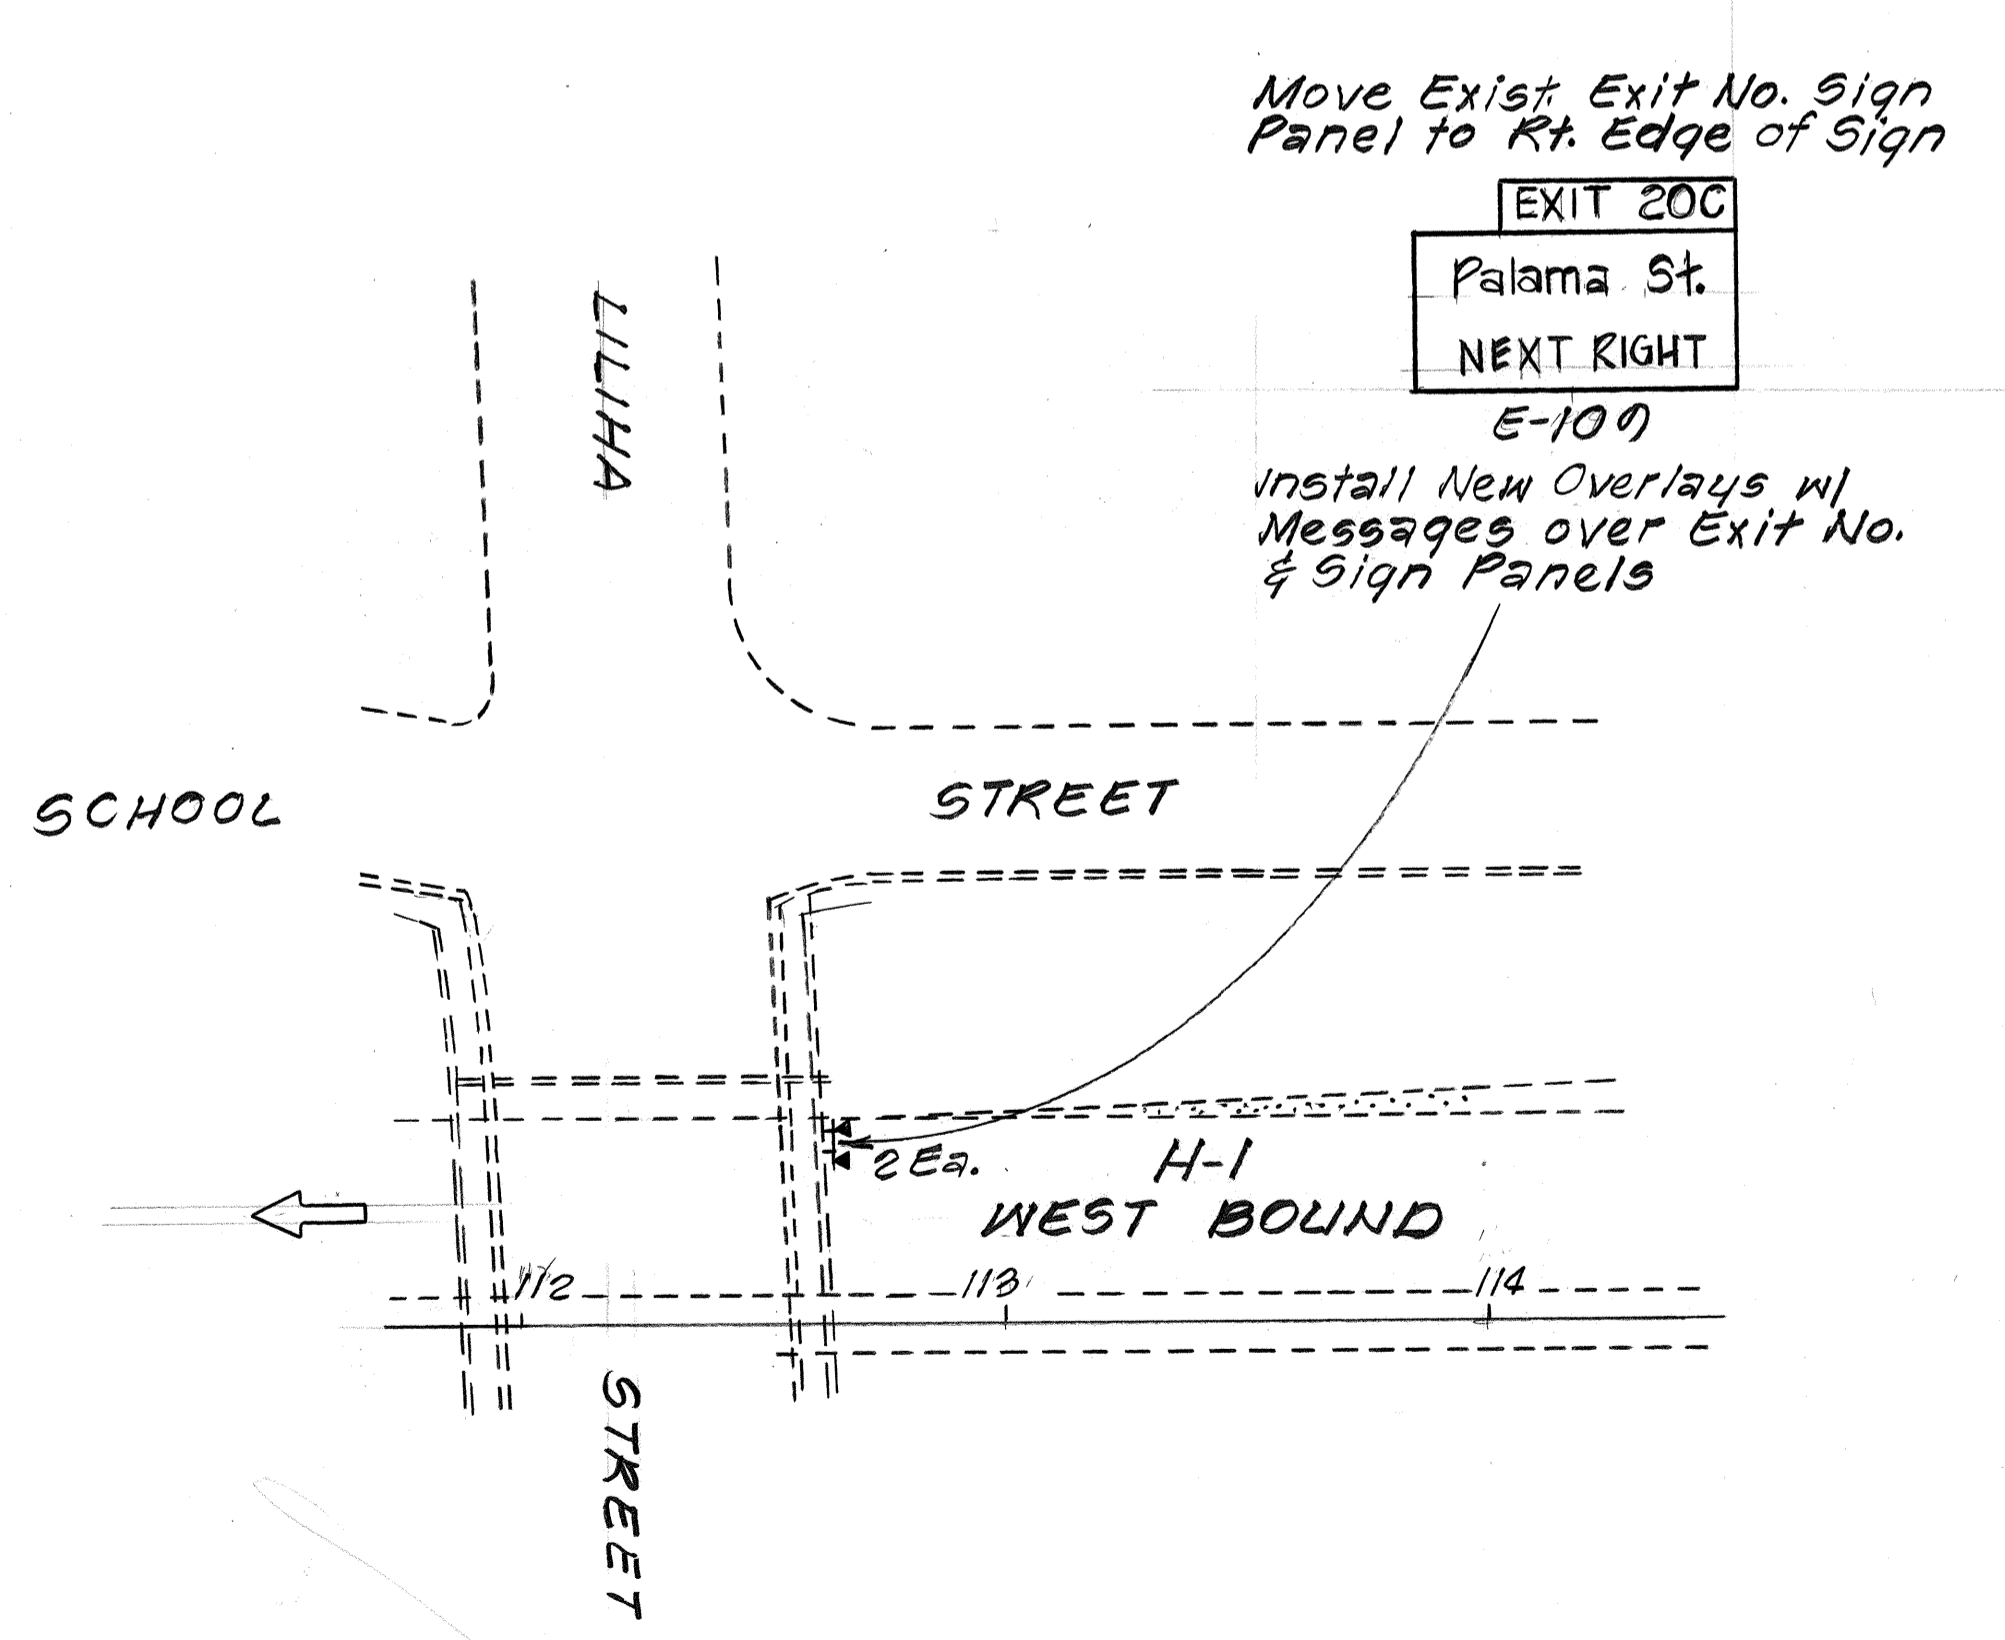 Move Exist. Exit No. Sign
Panel to Rt. Edge of Sign
EXIT 20C
Palama St.
NEXT RIGHT
Install New Overlays w/
Messages over Exit No.
& Sign Panels
LILIHA
SCHOOL STREET
2 Ea.
H-1
WEST BOUND
112 113 114
STREET